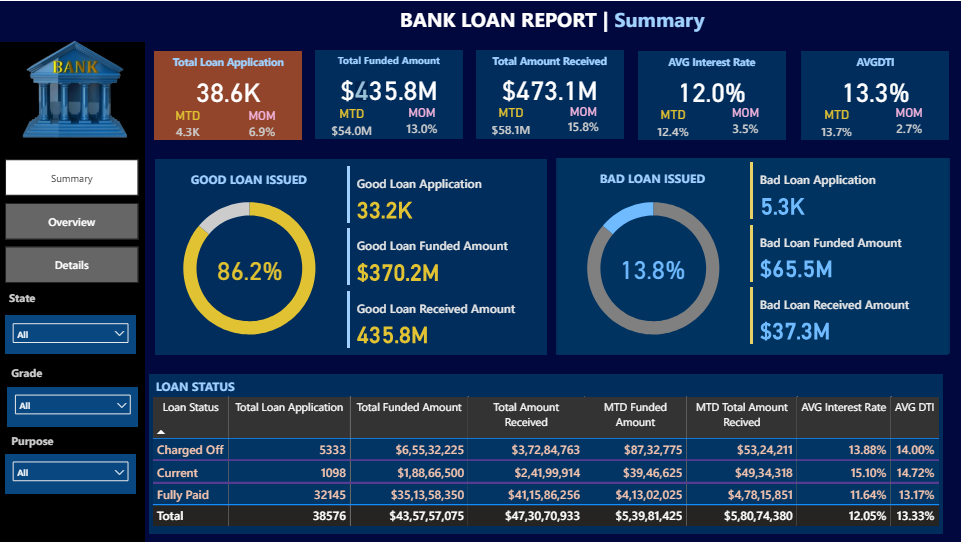 BANK LOAN REPORT | Summary
BANK
Total Loan Application
38.6K
MTD MOM
4.3K 6.9%
Total Funded Amount
$435.8M
MTD MOM
$54.0M 13.0%
Total Amount Received
$473.1M
MTD MOM
$58.1M 15.8%
AVG Interest Rate
12.0%
MTD MOM
12.4% 3.5%
AVGDTI
13.3%
MTD MOM
13.7% 2.7%
Summary
Overview
Details
State
All
Grade
All
Purpose
All
GOOD LOAN ISSUED
86.2%
Good Loan Application
33.2K
Good Loan Funded Amount
$370.2M
Good Loan Received Amount
435.8M
BAD LOAN ISSUED
13.8%
Bad Loan Application
5.3K
Bad Loan Funded Amount
$65.5M
Bad Loan Received Amount
$37.3M
LOAN STATUS
Loan Status Total Loan Application Total Funded Amount Total Amount Received MTD Funded Amount MTD Total Amount Recived AVG Interest Rate AVG DTI
Charged Off 5333 $6,55,32,225 $3,72,84,763 $87,32,775 $53,24,211 13.88% 14.00%
Current 1098 $1,88,66,500 $2,41,99,914 $39,46,625 $49,34,318 15.10% 14.72%
Fully Paid 32145 $35,13,58,350 $41,15,86,256 $4,13,02,025 $4,78,15,851 11.64% 13.17%
Total 38576 $43,57,57,075 $47,30,70,933 $5,39,81,425 $5,80,74,380 12.05% 13.33%